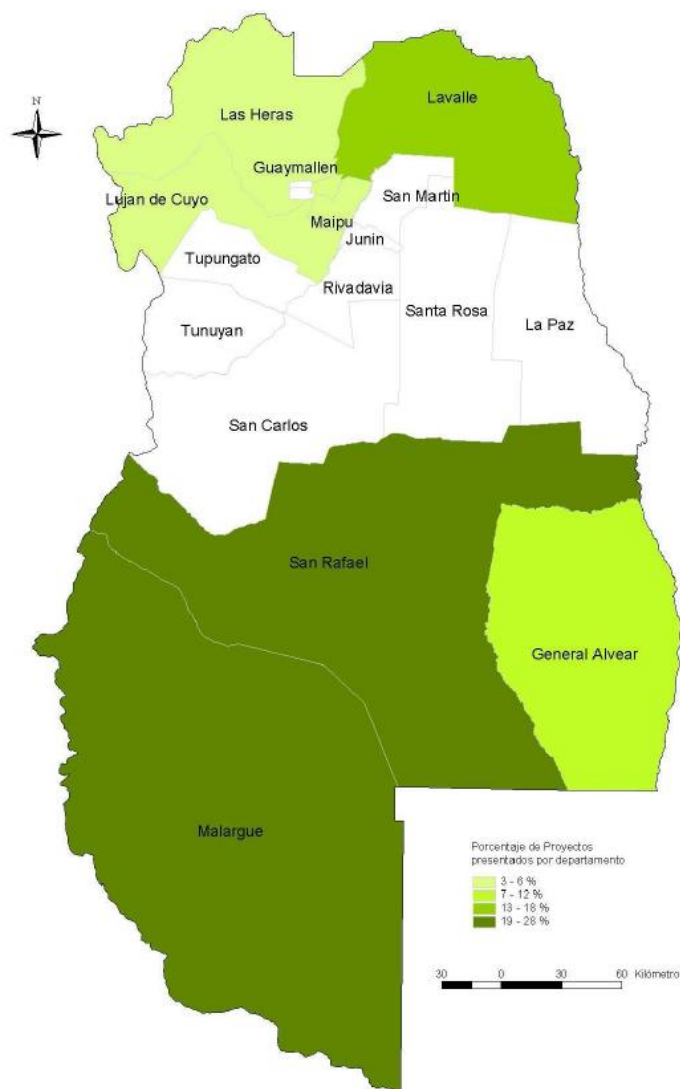 N
Lavalle
Las Heras
Guaymallen
San Martin
Lujan de Cuyo
Maipu
Junin
Tupungato
Rivadavia
Santa Rosa
Tunuyan
La Paz
San Carlos
San Rafael
General Alvear
Malargue
Porcentaje de Proyectos
presentados por departamento
3 - 6 %
7 - 12 %
13 - 18 %
19 - 28 %
30 0 30 60 Kilómetro